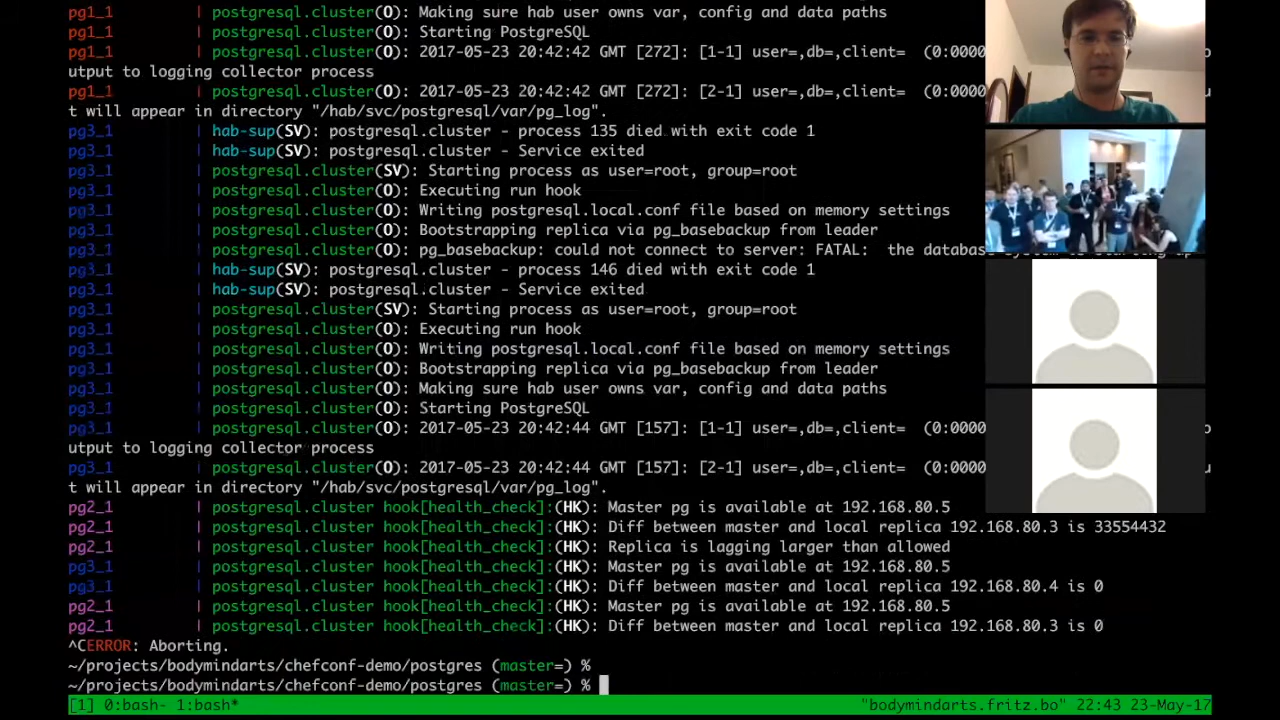 pg1_1 | postgresql.cluster(O): Making sure hab user owns var, config and data paths
pg1_1 | postgresql.cluster(O): Starting PostgreSQL
pg1_1 | postgresql.cluster(O): 2017-05-23 20:42:42 GMT [272]: [1-1] user=,db=,client= (0:0000
utput to logging collector process
pg1_1 | postgresql.cluster(O): 2017-05-23 20:42:42 GMT [272]: [2-1] user=,db=,client= (0:0000
t will appear in directory "/hab/svc/postgresql/var/pg_log".
pg3_1 | hab-sup(SV): postgresql.cluster - process 135 died with exit code 1
pg3_1 | hab-sup(SV): postgresql.cluster - Service exited
pg3_1 | postgresql.cluster(SV): Starting process as user=root, group=root
pg3_1 | postgresql.cluster(O): Executing run hook
pg3_1 | postgresql.cluster(O): Writing postgresql.local.conf file based on memory settings
pg3_1 | postgresql.cluster(O): Bootstrapping replica via pg_basebackup from leader
pg3_1 | postgresql.cluster(O): pg_basebackup: could not connect to server: FATAL: the database system is starting up
pg3_1 | hab-sup(SV): postgresql.cluster - process 146 died with exit code 1
pg3_1 | hab-sup(SV): postgresql.cluster - Service exited
pg3_1 | postgresql.cluster(SV): Starting process as user=root, group=root
pg3_1 | postgresql.cluster(O): Executing run hook
pg3_1 | postgresql.cluster(O): Writing postgresql.local.conf file based on memory settings
pg3_1 | postgresql.cluster(O): Bootstrapping replica via pg_basebackup from leader
pg3_1 | postgresql.cluster(O): Making sure hab user owns var, config and data paths
pg3_1 | postgresql.cluster(O): Starting PostgreSQL
pg3_1 | postgresql.cluster(O): 2017-05-23 20:42:44 GMT [157]: [1-1] user=,db=,client= (0:0000
utput to logging collector process
pg3_1 | postgresql.cluster(O): 2017-05-23 20:42:44 GMT [157]: [2-1] user=,db=,client= (0:0000
t will appear in directory "/hab/svc/postgresql/var/pg_log".
pg2_1 | postgresql.cluster hook[health_check]:(HK): Master pg is available at 192.168.80.5
pg2_1 | postgresql.cluster hook[health_check]:(HK): Diff between master and local replica 192.168.80.3 is 33554432
pg2_1 | postgresql.cluster hook[health_check]:(HK): Replica is lagging larger than allowed
pg3_1 | postgresql.cluster hook[health_check]:(HK): Master pg is available at 192.168.80.5
pg3_1 | postgresql.cluster hook[health_check]:(HK): Diff between master and local replica 192.168.80.4 is 0
pg2_1 | postgresql.cluster hook[health_check]:(HK): Master pg is available at 192.168.80.5
pg2_1 | postgresql.cluster hook[health_check]:(HK): Diff between master and local replica 192.168.80.3 is 0
^CERROR: Aborting.
~/projects/bodymindarts/chefconf-demo/postgres (master=) %
~/projects/bodymindarts/chefconf-demo/postgres (master=) %
[1] 0:bash- 1:bash* "bodymindarts.fritz.bo" 22:43 23-May-17